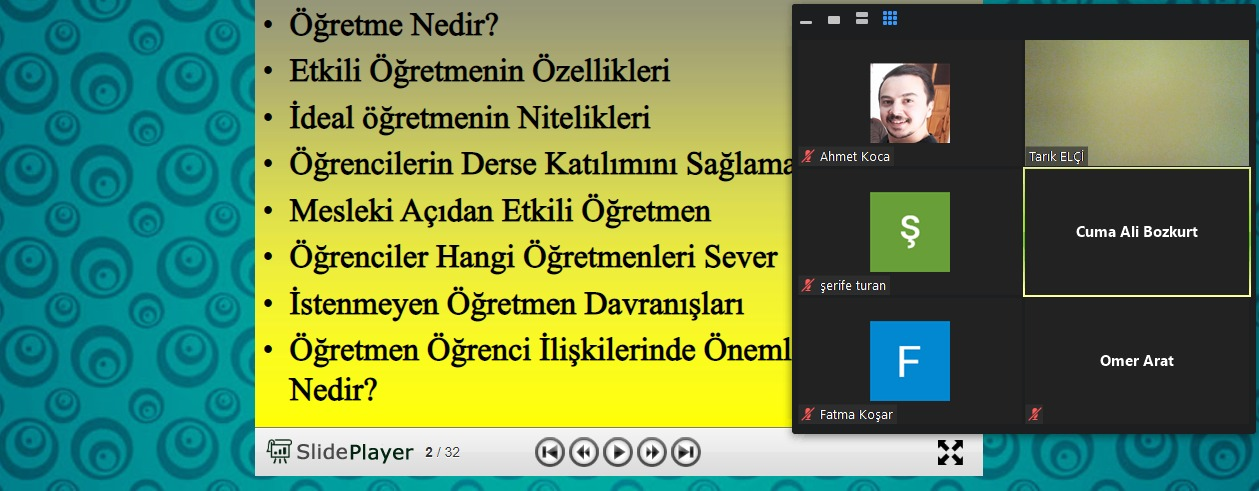 • Öğretme Nedir?
• Etkili Öğretmenin Özellikleri
• İdeal öğretmenin Nitelikleri
• Öğrencilerin Derse Katılımını Sağlama
• Mesleki Açıdan Etkili Öğretmen
• Öğrenciler Hangi Öğretmenleri Sever
• İstenmeyen Öğretmen Davranışları
• Öğretmen Öğrenci İlişkilerinde Öneml
Nedir?
SlidePlayer 2 / 32
Ahmet Koca
Tarık ELÇİ
Ş
şerife turan
Cuma Ali Bozkurt
F
Fatma Koşar
Omer Arat